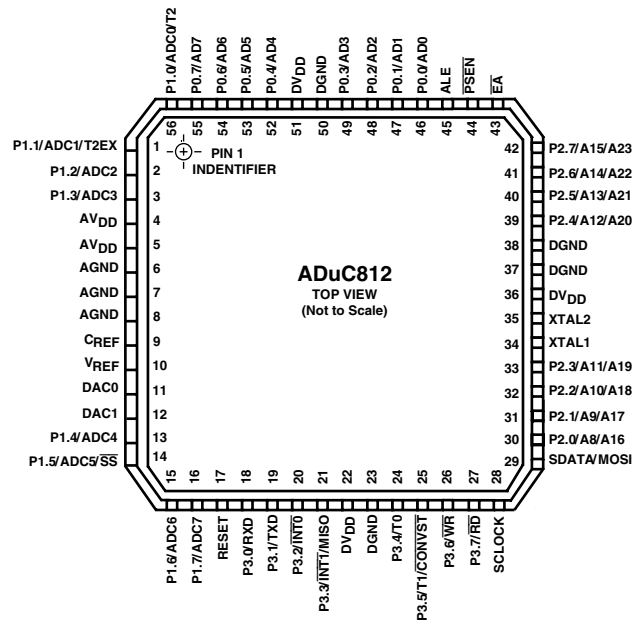 P1.0/ADC0/T2
P0.7/AD7
P0.6/AD6
P0.5/AD5
P0.4/AD4
DVDD
DGND
P0.3/AD3
P0.2/AD2
P0.1/AD1
P0.0/AD0
ALE
PSEN
EA
56 55 54 53 52 51 50 49 48 47 46 45 44 43
P1.1/ADC1/T2EX 1
P1.2/ADC2 2
P1.3/ADC3 3
AVDD 4
AVDD 5
AGND 6
AGND 7
AGND 8
CREF 9
VREF 10
DAC0 11
DAC1 12
P1.4/ADC4 13
P1.5/ADC5/SS 14
PIN 1
INDENTIFIER
ADuC812
TOP VIEW
(Not to Scale)
42 P2.7/A15/A23
41 P2.6/A14/A22
40 P2.5/A13/A21
39 P2.4/A12/A20
38 DGND
37 DGND
36 DVDD
35 XTAL2
34 XTAL1
33 P2.3/A11/A19
32 P2.2/A10/A18
31 P2.1/A9/A17
30 P2.0/A8/A16
29 SDATA/MOSI
15 16 17 18 19 20 21 22 23 24 25 26 27 28
P1.6/ADC6
P1.7/ADC7
RESET
P3.0/RXD
P3.1/TXD
P3.2/INT0
P3.3/INT1/MISO
DVDD
DGND
P3.4/T0
P3.5/T1/CONVST
P3.6/WR
P3.7/RD
SCLOCK